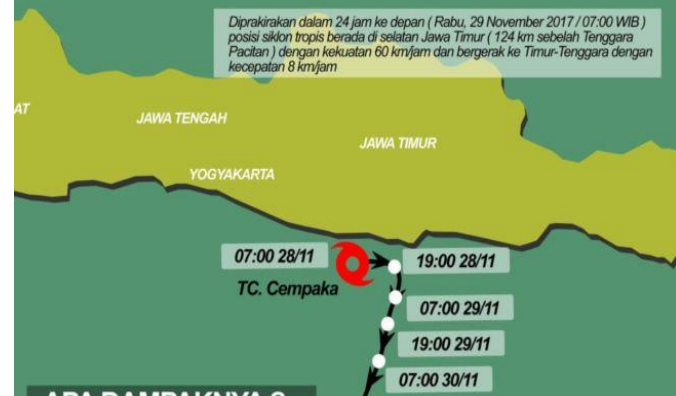 Diprakirakan dalam 24 jam ke depan ( Rabu, 29 November 2017 / 07:00 WIB )
posisi siklon tropis berada di selatan Jawa Timur ( 124 km sebelah Tenggara
Pacitan ) dengan kekuatan 60 km/jam dan bergerak ke Timur-Tenggara dengan
kecepatan 8 km/jam
AT
JAWA TENGAH
JAWA TIMUR
YOGYAKARTA
07:00 28/11
19:00 28/11
TC. Cempaka
07:00 29/11
19:00 29/11
07:00 30/11
APA DAMPAKNYA ?